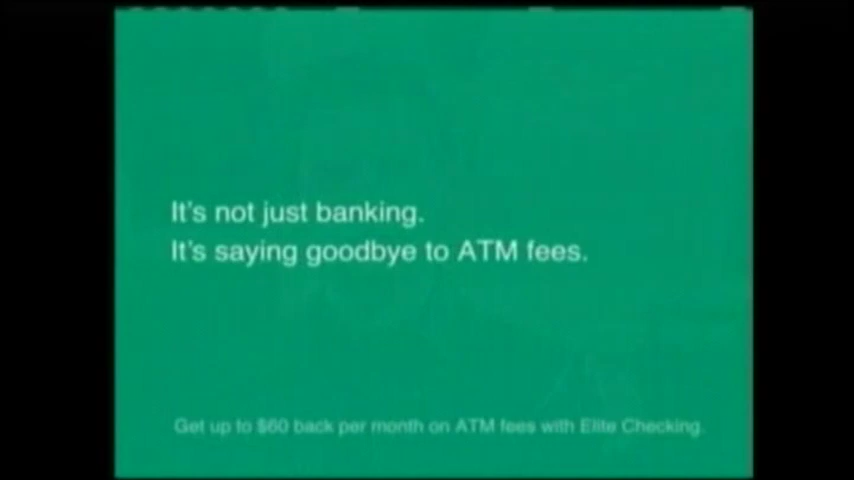 It's not just banking.
It's saying goodbye to ATM fees.
Get up to $60 back per month on ATM fees with Elite Checking.